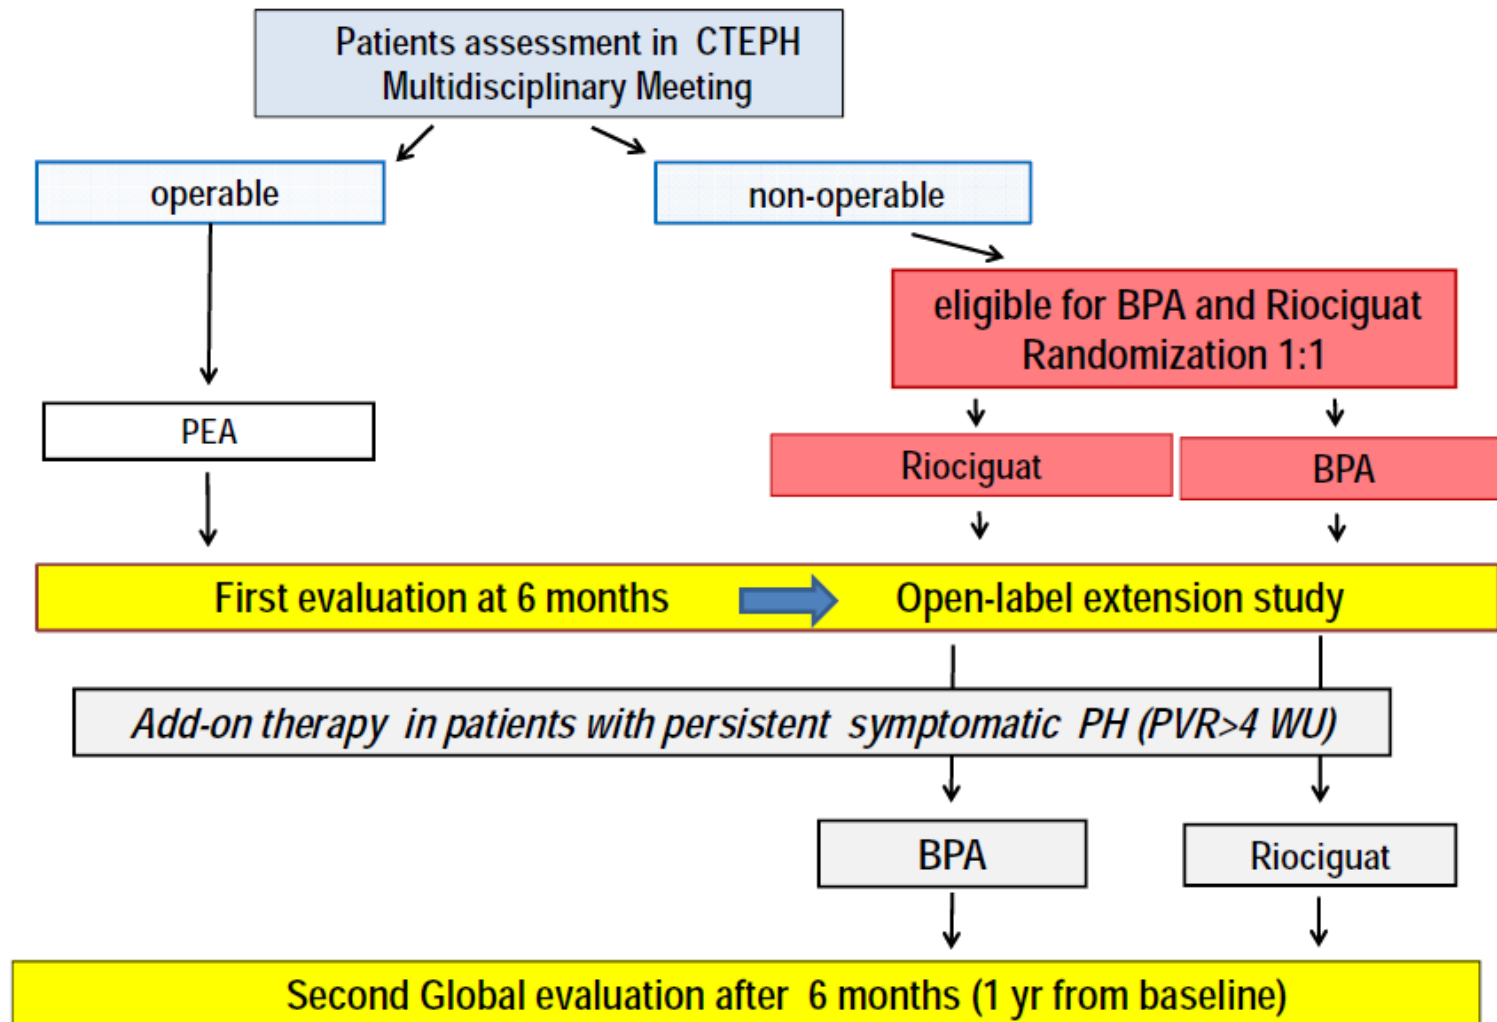 Patients assessment in CTEPH
Multidisciplinary Meeting
operable
non-operable
eligible for BPA and Riociguat
Randomization 1:1
PEA
Riociguat
BPA
First evaluation at 6 months
Open-label extension study
Add-on therapy in patients with persistent symptomatic PH (PVR>4 WU)
BPA
Riociguat
Second Global evaluation after 6 months (1 yr from baseline)